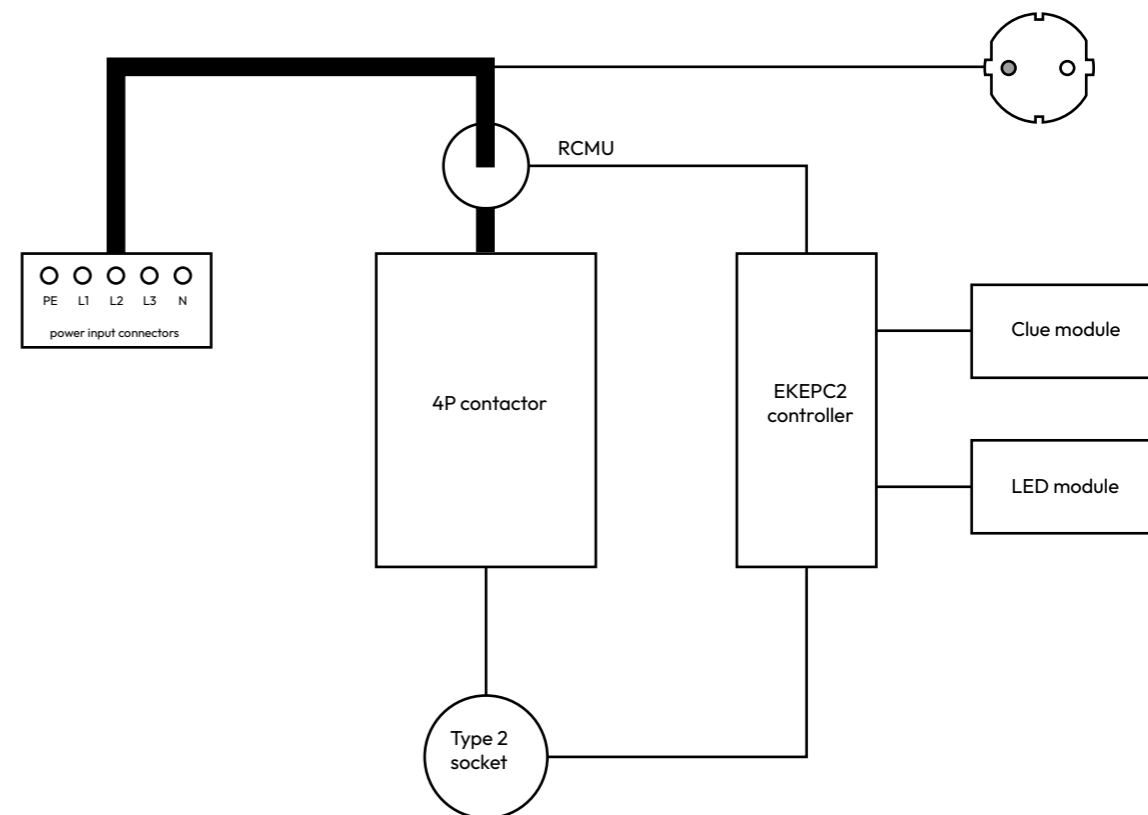 RCMU
PE L1 L2 L3 N
power input connectors
4P contactor
EKEPC2
controller
Clue module
LED module
Type 2
socket